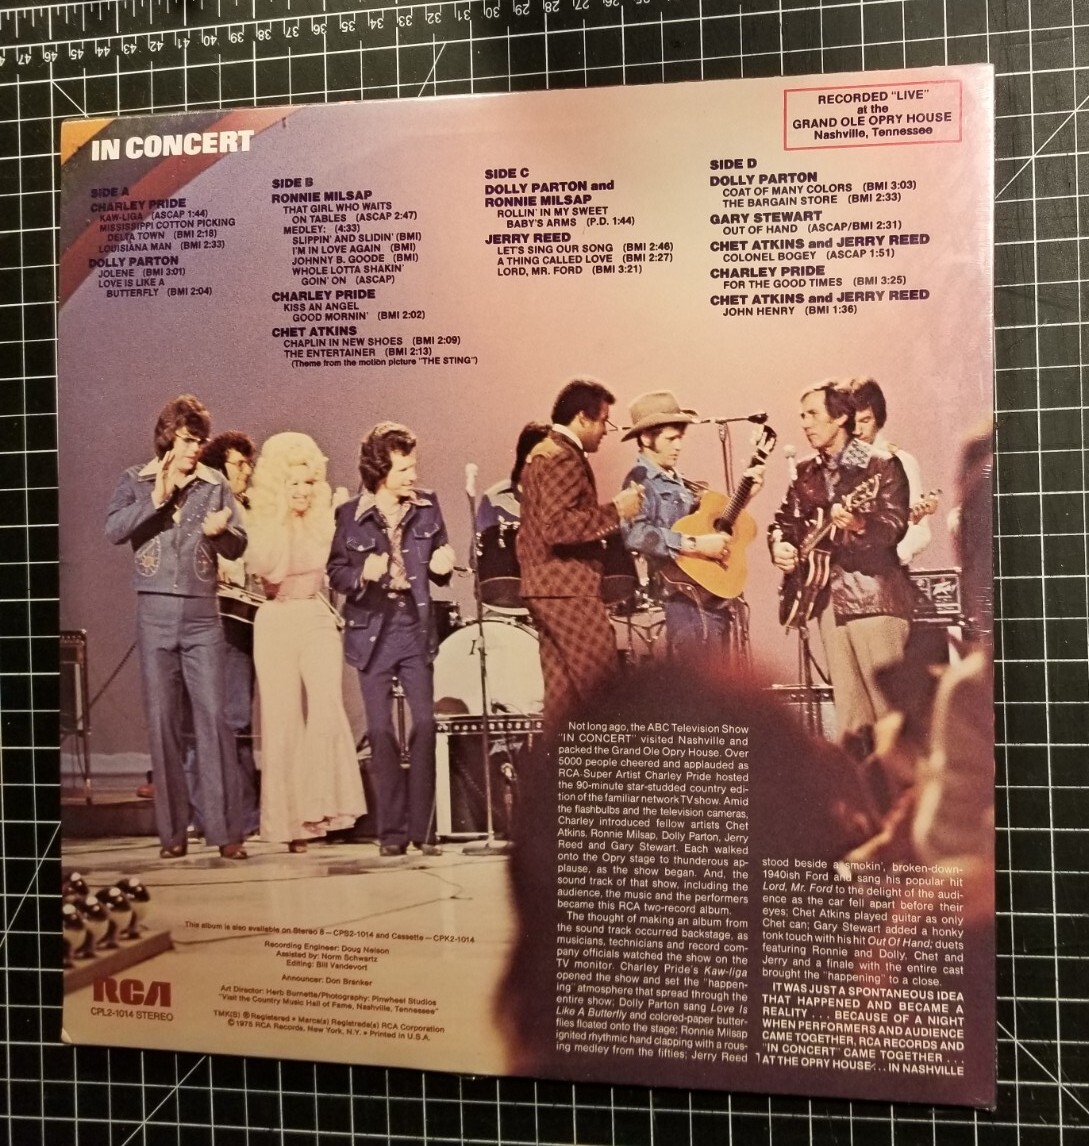 IN CONCERT
RECORDED "LIVE"
at the
GRAND OLE OPRY HOUSE
Nashville, Tennessee
SIDE A
CHARLEY PRIDE
KAW-LIGA (ASCAP 1:44)
MISSISSIPPI COTTON PICKING
DELTA TOWN (BMI 2:18)
LOUISIANA MAN (BMI 2:33)
DOLLY PARTON
JOLENE (BMI 3:01)
LOVE IS LIKE A
BUTTERFLY (BMI 2:04)
SIDE B
RONNIE MILSAP
THAT GIRL WHO WAITS
ON TABLES (ASCAP 2:47)
MEDLEY: (4:33)
SLIPPIN' AND SLIDIN' (BMI)
I'M IN LOVE AGAIN (BMI)
JOHNNY B. GOODE (BMI)
WHOLE LOTTA SHAKIN'
GOIN' ON (ASCAP)
CHARLEY PRIDE
KISS AN ANGEL
GOOD MORNIN' (BMI 2:02)
CHET ATKINS
CHAPLIN IN NEW SHOES (BMI 2:09)
THE ENTERTAINER (BMI 2:13)
(Theme from the motion picture "THE STING")
SIDE C
DOLLY PARTON and
RONNIE MILSAP
ROLLIN' IN MY SWEET
BABY'S ARMS (P.D. 1:44)
JERRY REED
LET'S SING OUR SONG (BMI 2:46)
A THING CALLED LOVE (BMI 2:27)
LORD, MR. FORD (BMI 3:21)
SIDE D
DOLLY PARTON
COAT OF MANY COLORS (BMI 3:03)
THE BARGAIN STORE (BMI 2:33)
GARY STEWART
OUT OF HAND (ASCAP/BMI 2:31)
CHET ATKINS and JERRY REED
COLONEL BOGEY (ASCAP 1:51)
CHARLEY PRIDE
FOR THE GOOD TIMES (BMI 3:25)
CHET ATKINS and JERRY REED
JOHN HENRY (BMI 1:36)
Not long ago, the ABC Television Show
"IN CONCERT" visited Nashville and
packed the Grand Ole Opry House. Over
5000 people cheered and applauded as
RCA Super Artist Charley Pride hosted
the 90-minute star-studded country edi-
tion of the familiar network TV show. Amid
the flashbulbs and the television cameras,
Charley introduced fellow artists Chet
Atkins, Ronnie Milsap, Dolly Parton, Jerry
Reed and Gary Stewart. Each walked
onto the Opry stage to thunderous ap-
plause, as the show began. And, the
sound track of that show, including the
audience, the music and the performers
became this RCA two-record album.
The thought of making an album from
the sound track occurred backstage, as
musicians, technicians and record com-
pany officials watched the show on the
TV monitor. Charley Pride's Kaw-liga
opened the show and set the "happen-
ing" atmosphere that spread through the
entire show; Dolly Parton sang Love Is
Like A Butterfly and colored-paper butter-
flies floated onto the stage; Ronnie Milsap
ignited rhythmic hand clapping with a rous-
ing medley from the fifties; Jerry Reed
stood beside a smokin', broken-down-
1940ish Ford and sang his popular hit
Lord, Mr. Ford to the delight of the audi-
ence as the car fell apart before their
eyes; Chet Atkins played guitar as only
Chet can; Gary Stewart added a honky
tonk touch with his hit Out Of Hand; duets
featuring Ronnie and Dolly, Chet and
Jerry and a finale with the entire cast
brought the "happening" to a close.
IT WAS JUST A SPONTANEOUS IDEA
THAT HAPPENED AND BECAME A
REALITY . . . BECAUSE OF A NIGHT
WHEN PERFORMERS AND AUDIENCE
CAME TOGETHER, RCA RECORDS AND
"IN CONCERT" CAME TOGETHER . . .
AT THE OPRY HOUSE . . . IN NASHVILLE
This album is also available on Stereo 8—CPS2-1014 and Cassette—CPK2-1014
Recording Engineer: Doug Nelson
Assisted by: Norm Schwartz
Editing: Bill Vandevort
Announcer: Don Branker
Art Director: Herb Burnette/Photography: Pinwheel Studios
"Visit the Country Music Hall of Fame, Nashville, Tennessee"
TMK(S) ® Registered • Marca(s) Registrada(s) RCA Corporation
© 1975 RCA Records, New York, N.Y. • Printed in U.S.A.
RCA
CPL2-1014 STEREO